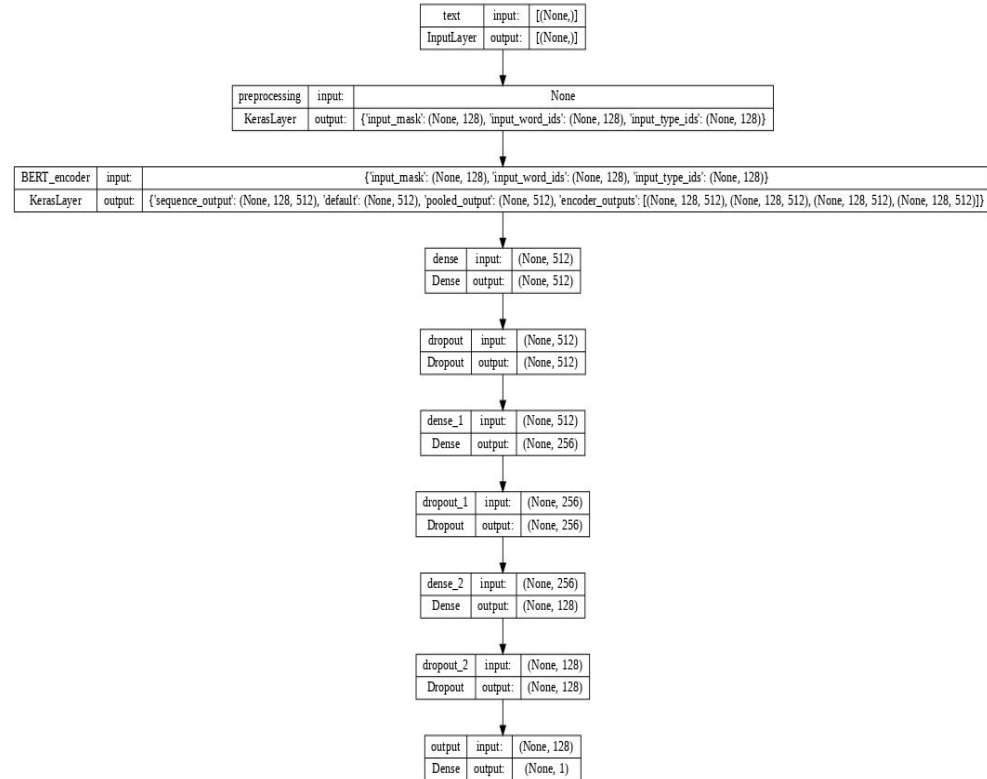 text input: [(None,)]
InputLayer output: [(None,)]
preprocessing input: None
KerasLayer output: {'input_mask': (None, 128), 'input_word_ids': (None, 128), 'input_type_ids': (None, 128)}
BERT_encoder input: {'input_mask': (None, 128), 'input_word_ids': (None, 128), 'input_type_ids': (None, 128)}
KerasLayer output: {'sequence_output': (None, 128, 512), 'default': (None, 512), 'pooled_output': (None, 512), 'encoder_outputs': [(None, 128, 512), (None, 128, 512), (None, 128, 512), (None, 128, 512)]}
dense input: (None, 512)
Dense output: (None, 512)
dropout input: (None, 512)
Dropout output: (None, 512)
dense_1 input: (None, 512)
Dense output: (None, 256)
dropout_1 input: (None, 256)
Dropout output: (None, 256)
dense_2 input: (None, 256)
Dense output: (None, 128)
dropout_2 input: (None, 128)
Dropout output: (None, 128)
output input: (None, 128)
Dense output: (None, 1)